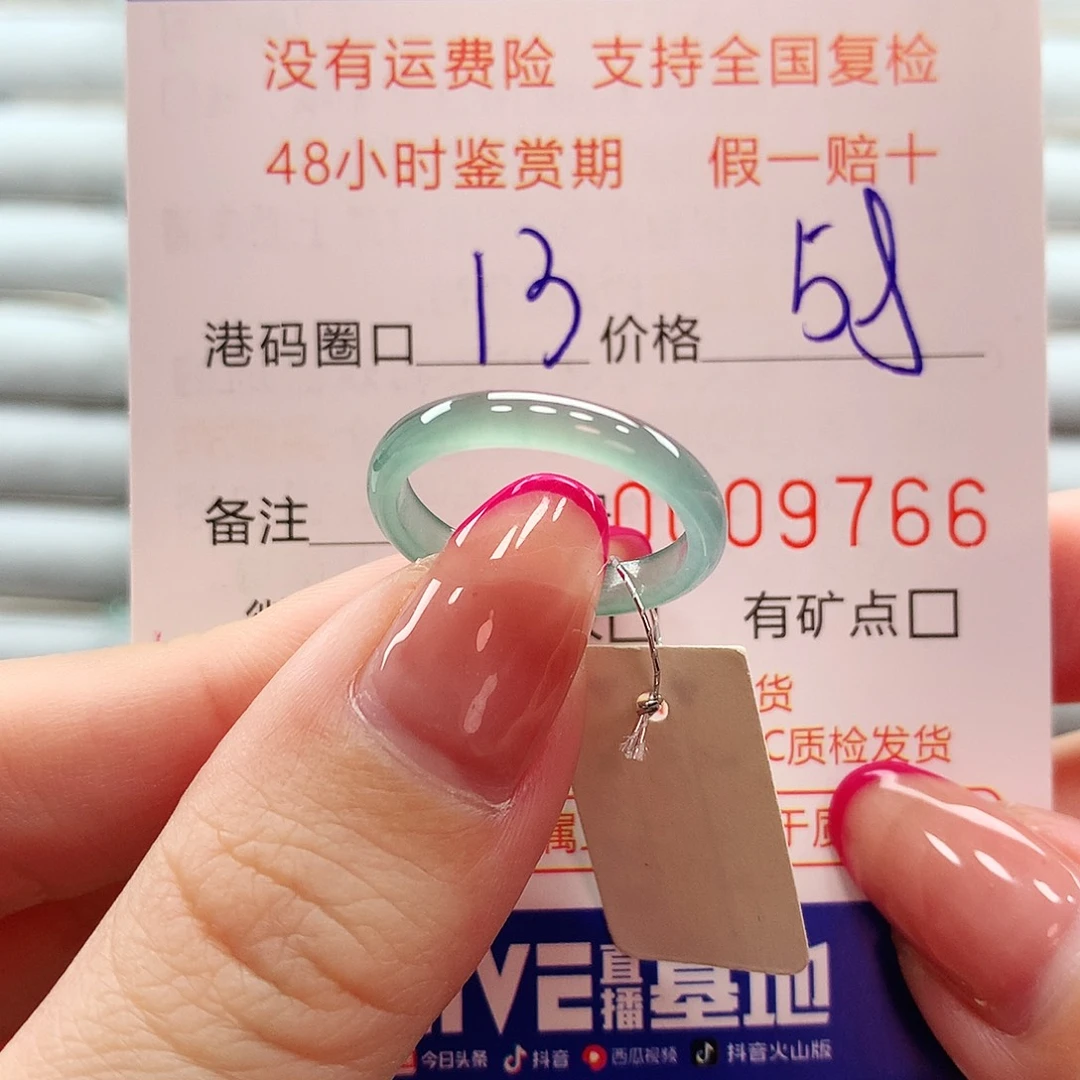 没有运费险 支持全国复检
48小时鉴赏期 假一赔十
港码圈口 13 价格
备注 09766
有矿点□
货
C质检发货
VE直播基地
今日头条 抖音 西瓜视频 抖音火山版